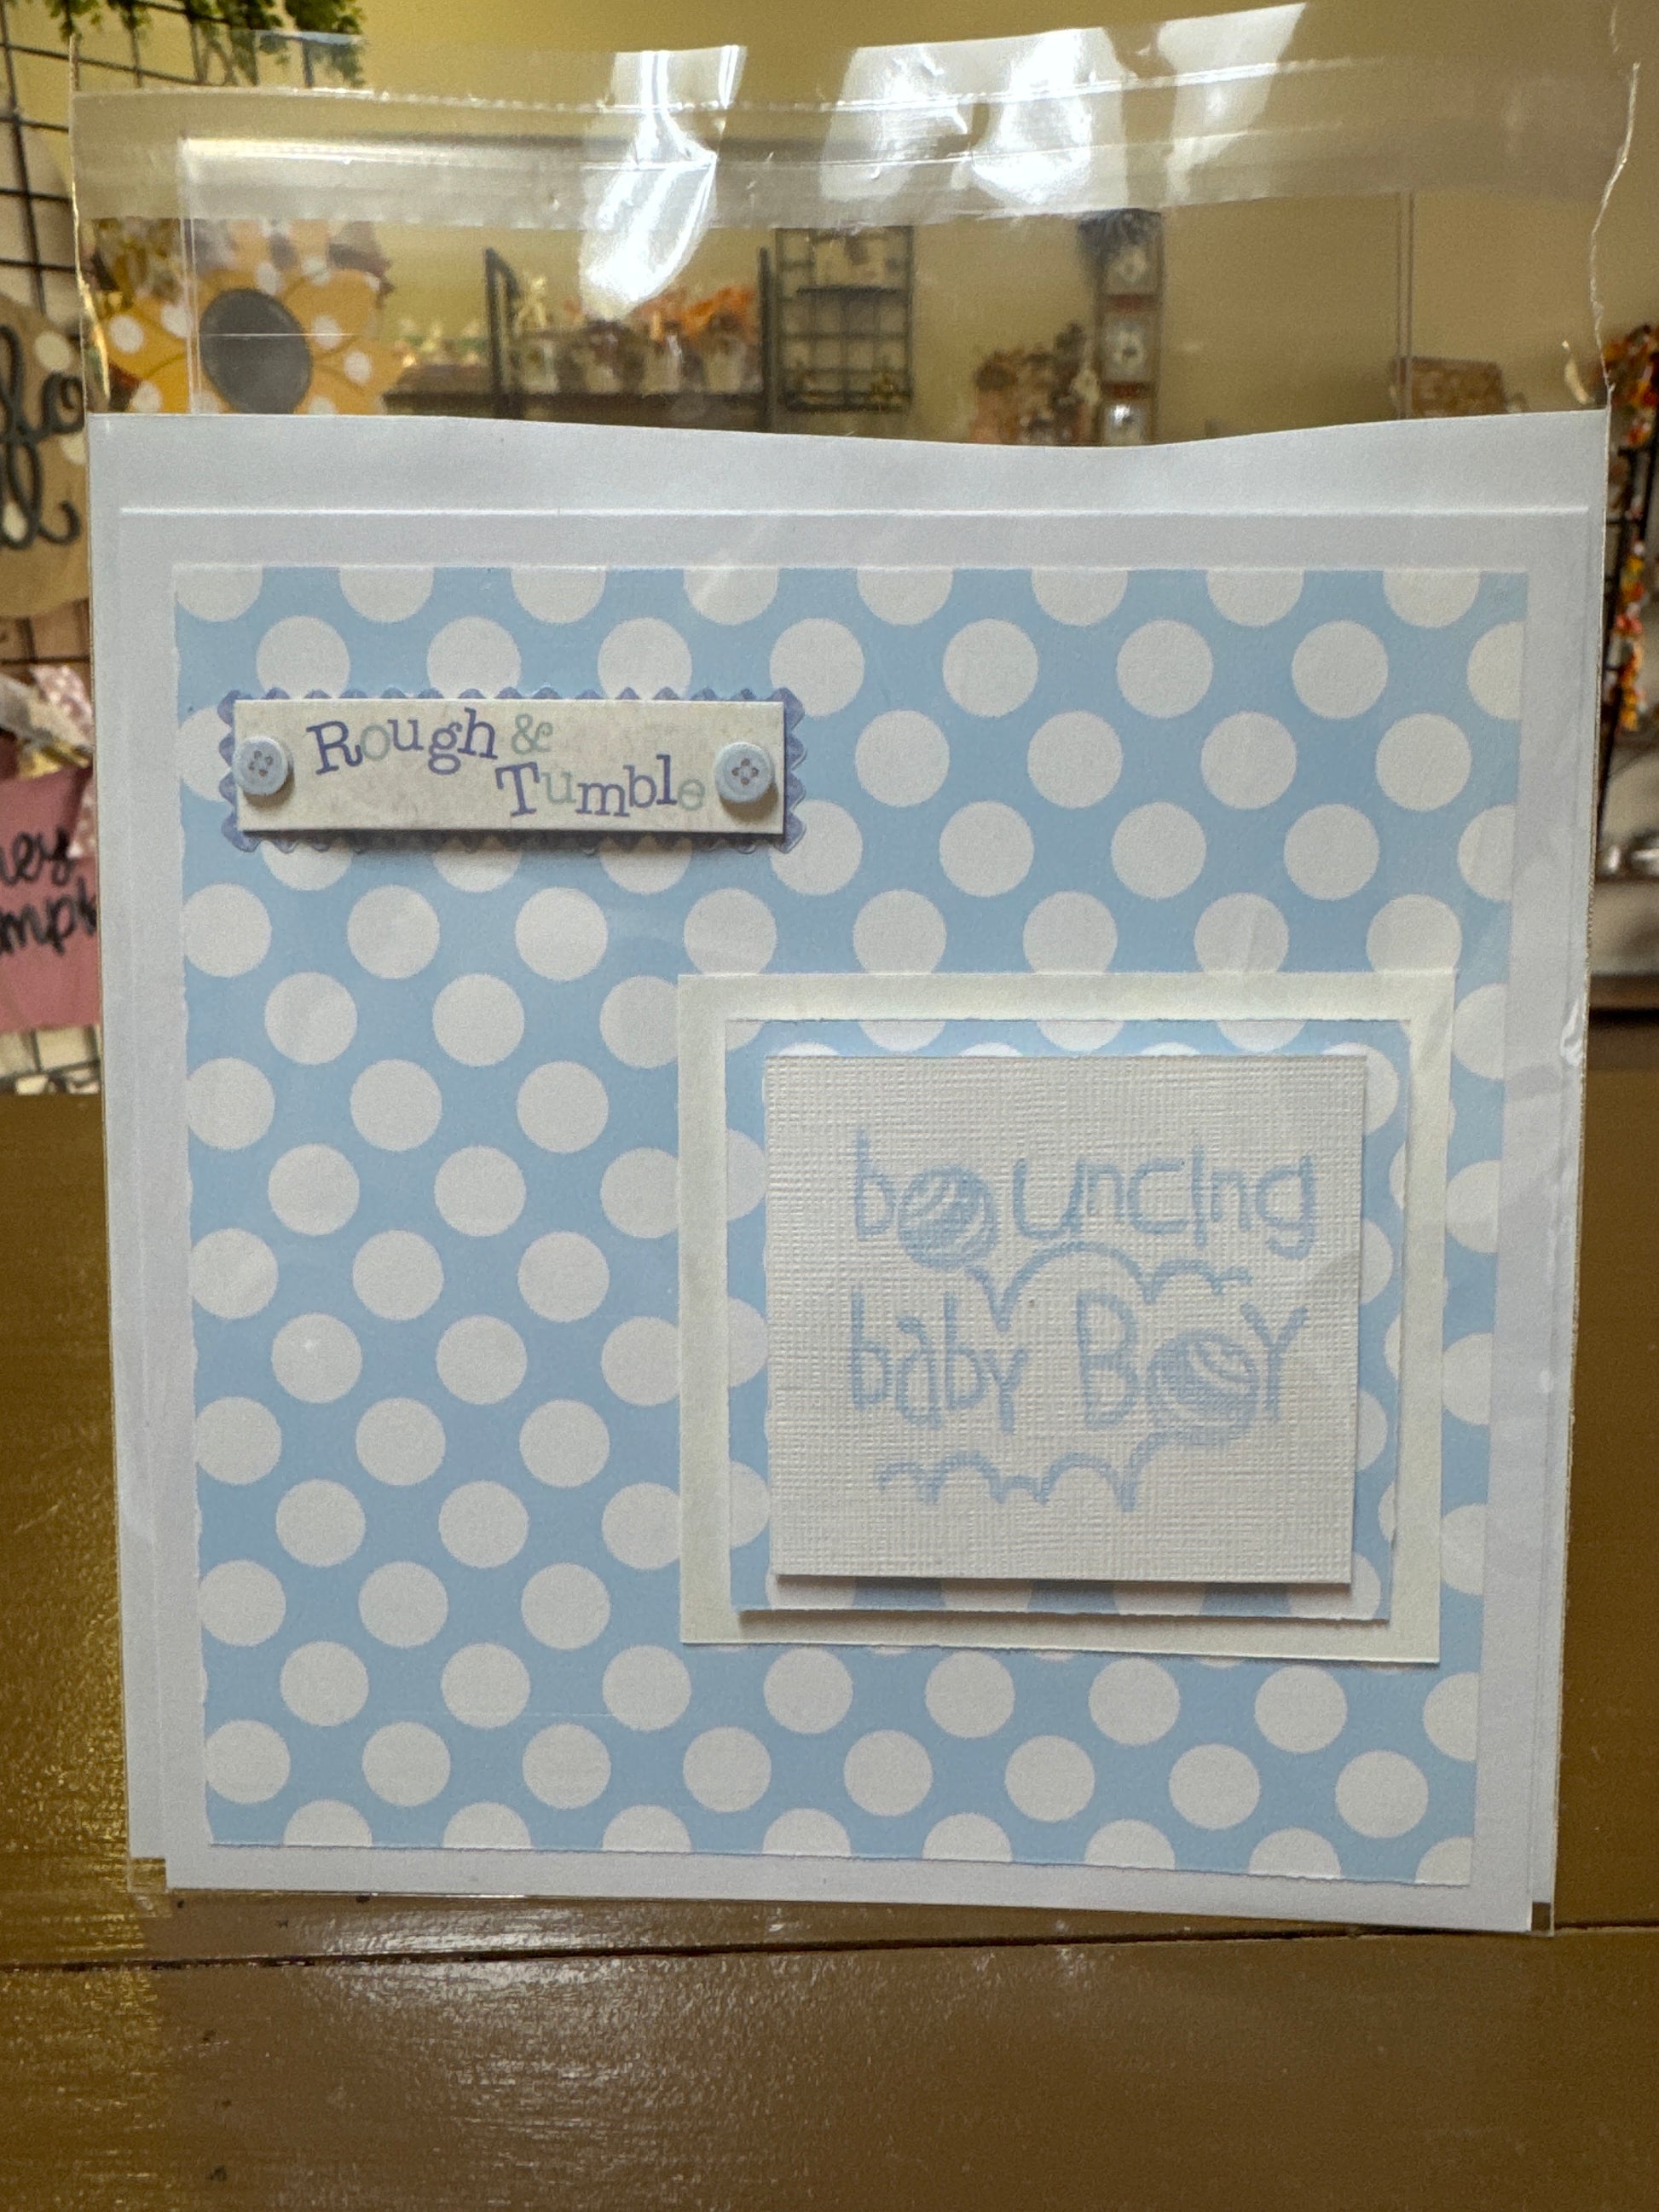 Rough &
Tumble
bouncing
baby BOY